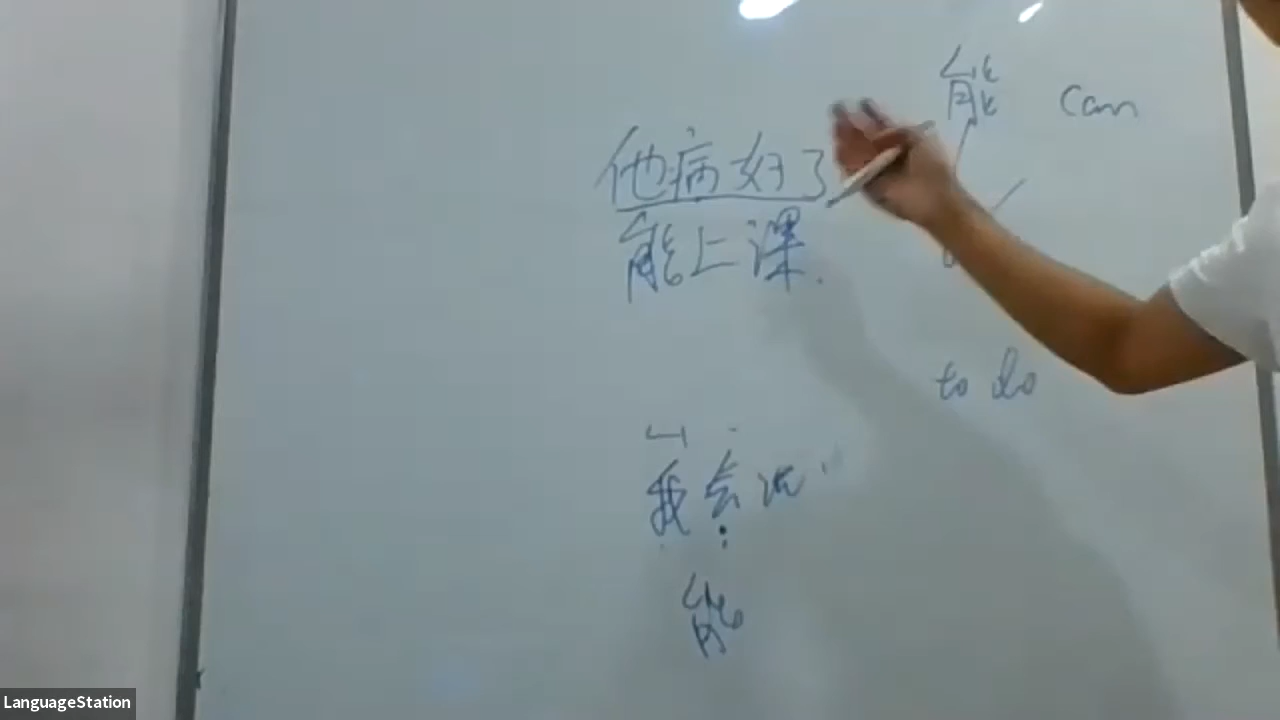 能 can
他病好了
能上课.
to do
我会说
能
LanguageStation